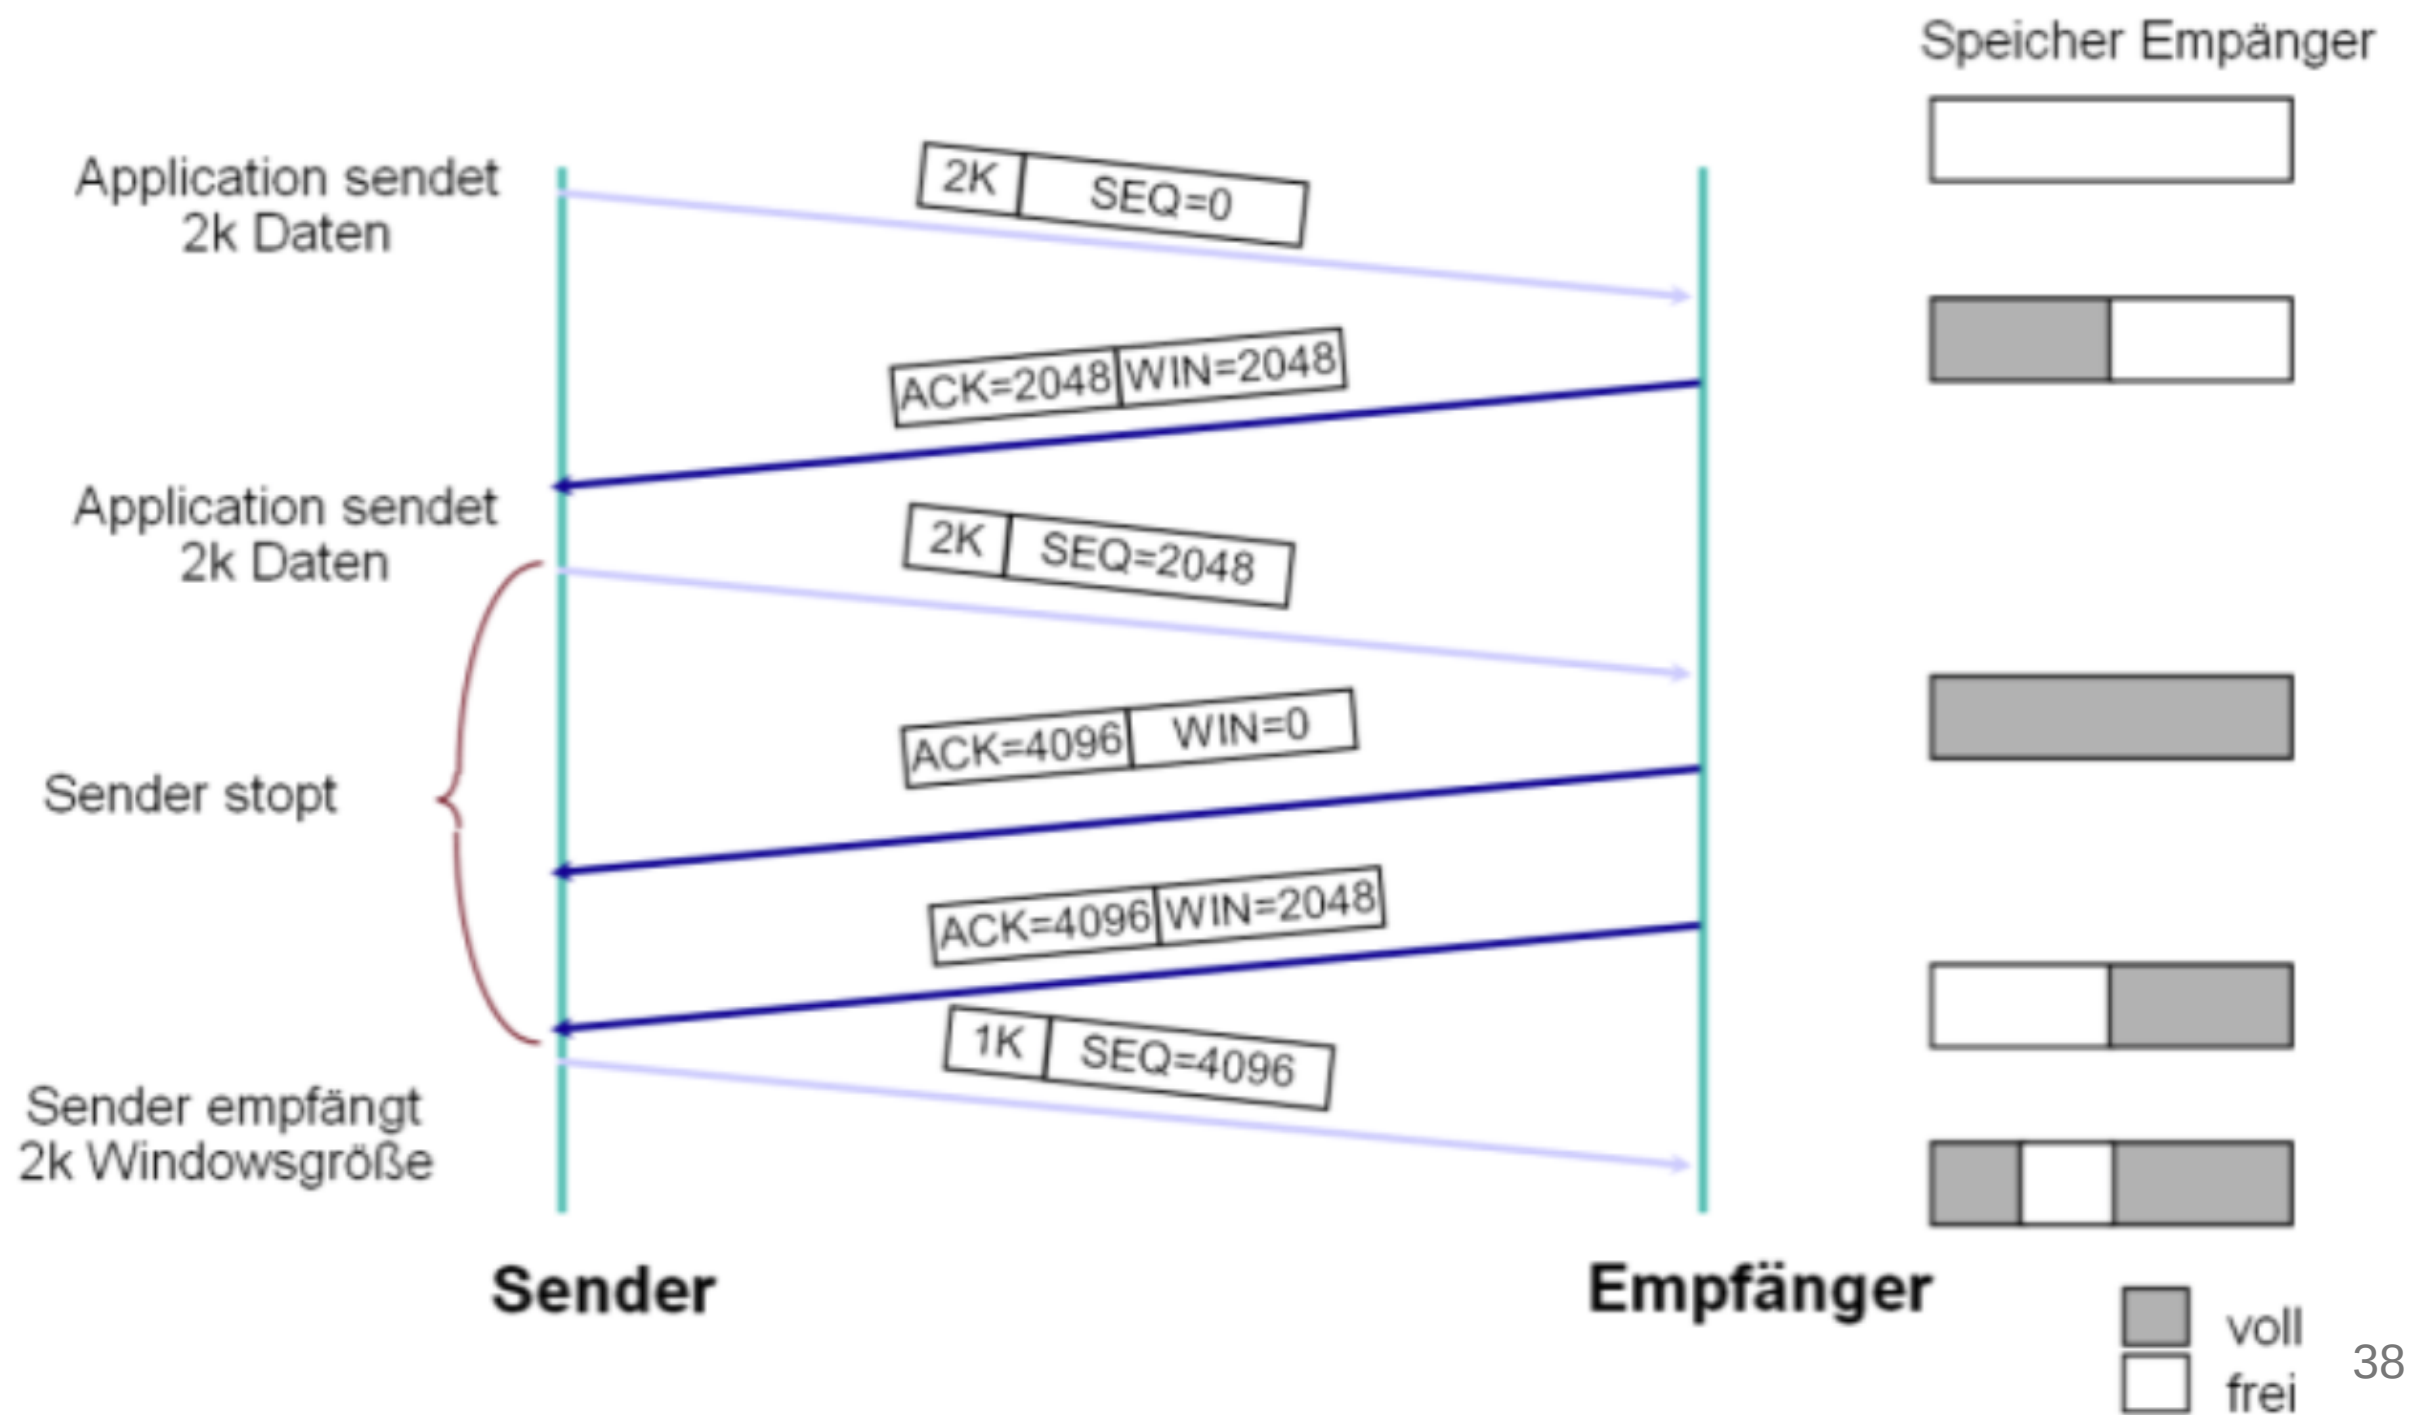 Speicher Empänger
Application sendet
2k Daten
2K SEQ=0
ACK=2048 WIN=2048
Application sendet
2k Daten
2K SEQ=2048
ACK=4096 WIN=0
Sender stopt
ACK=4096 WIN=2048
1K SEQ=4096
Sender empfängt
2k Windowsgröße
Sender
Empfänger
voll
frei
38